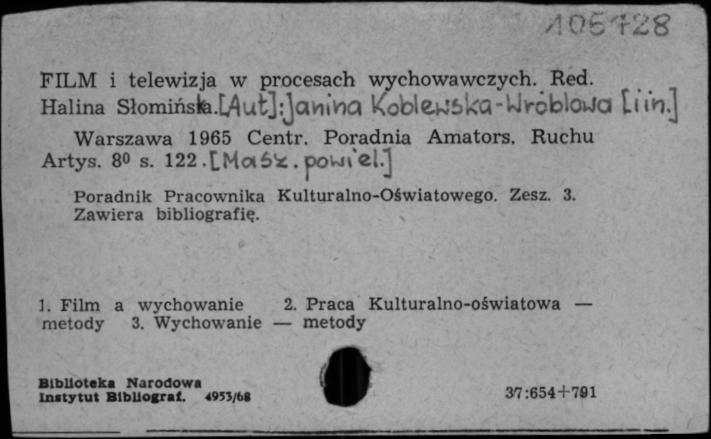 105728
FILM i telewizja w procesach wychowawczych. Red.
Halina Słomińska.[Aut]:Janina Koblewska-Wróblowa [i in.]
Warszawa 1965 Centr. Poradnia Amators. Ruchu
Artys. 8⁰ s. 122.[Masz. powiel.]
Poradnik Pracownika Kulturalno-Oświatowego. Zesz. 3.
Zawiera bibliografię.
1. Film a wychowanie 2. Praca Kulturalno-oświatowa —
metody 3. Wychowanie — metody
Biblioteka Narodowa
Instytut Bibliograf. 4953/68
37:654+791